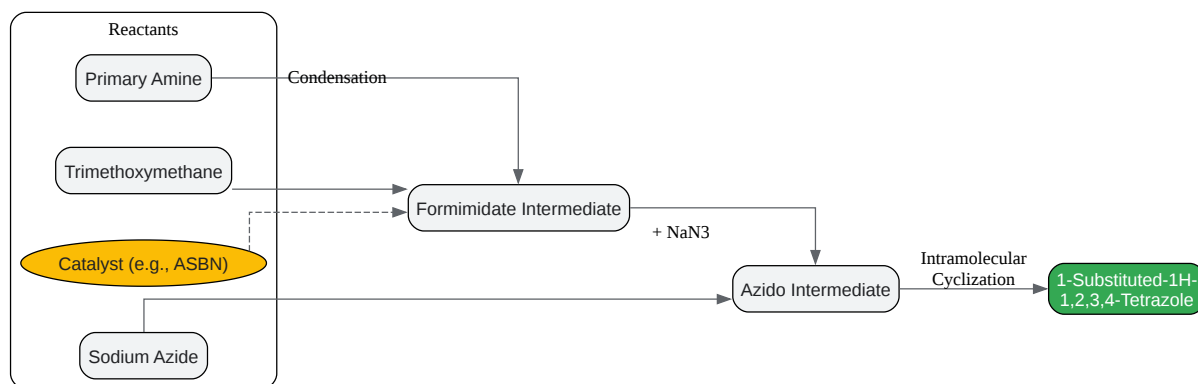 Reactants
Primary Amine
Condensation
Trimethoxymethane
Formimidate Intermediate
+ NaN3
Catalyst (e.g., ASBN)
Intramolecular
Cyclization
Azido Intermediate
1-Substituted-1H-
1,2,3,4-Tetrazole
Sodium Azide